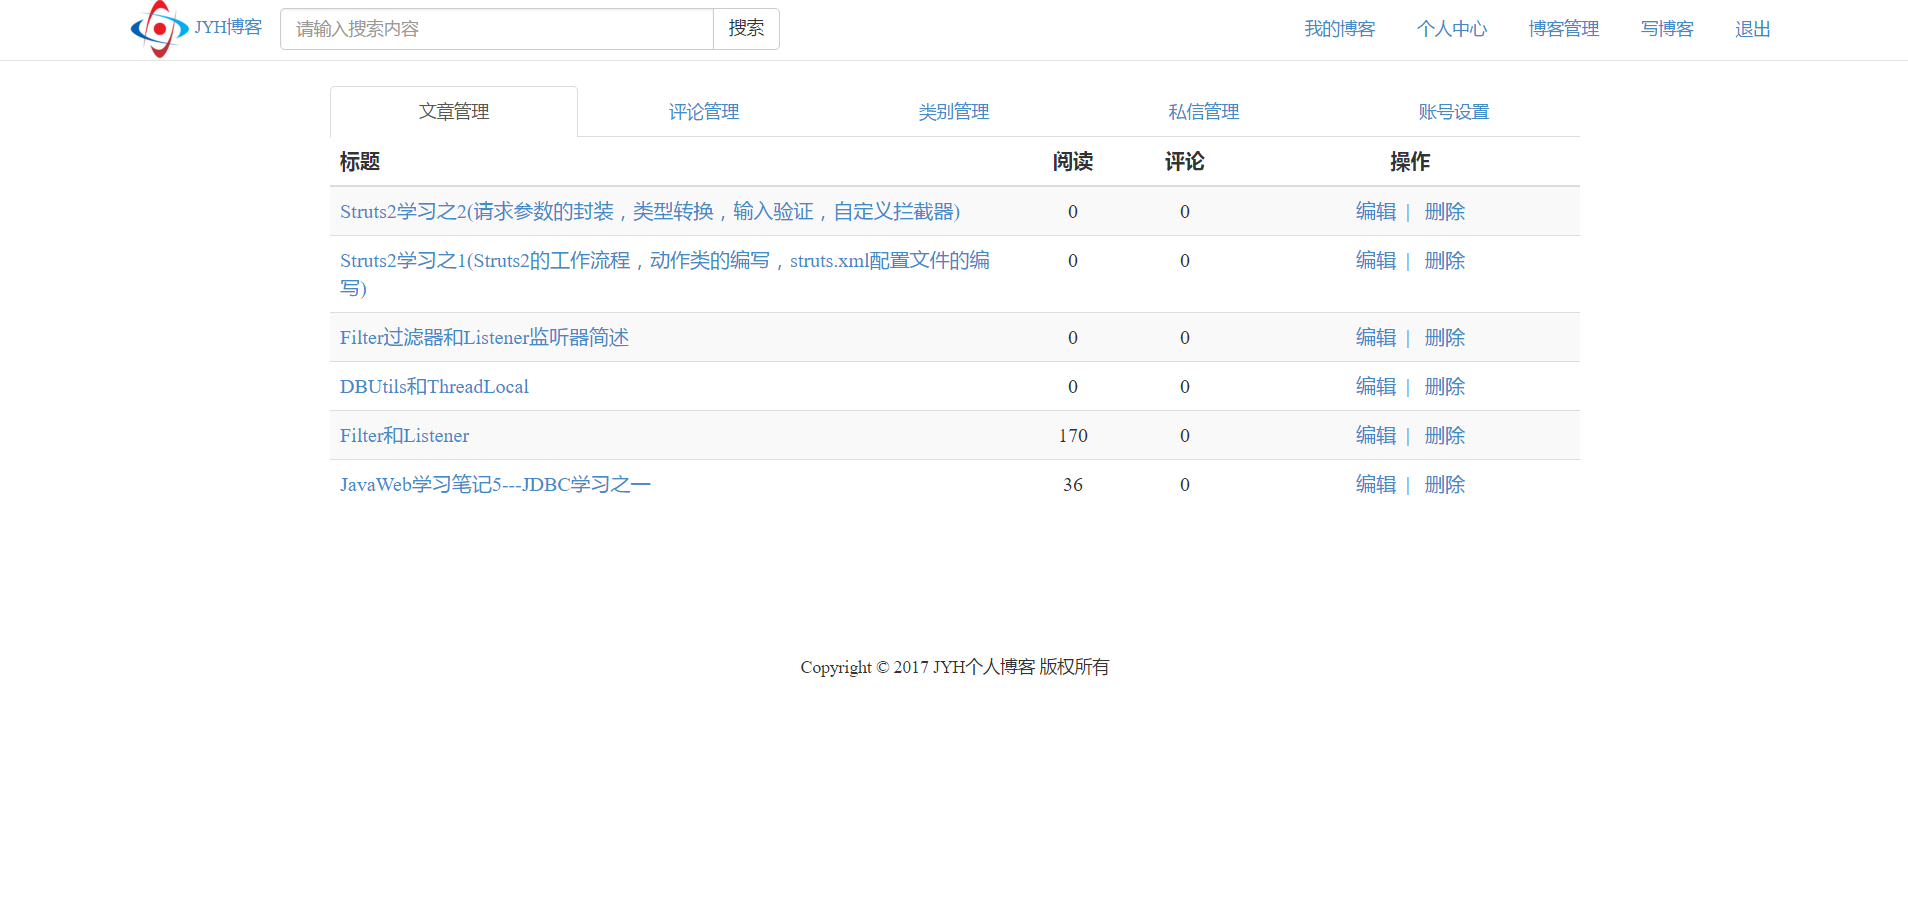 JYH博客 请输入搜索内容 搜索 我的博客 个人中心 博客管理 写博客 退出
文章管理 评论管理 类别管理 私信管理 账号设置
标题 阅读 评论 操作
Struts2学习之2(请求参数的封装，类型转换，输入验证，自定义拦截器) 0 0 编辑 | 删除
Struts2学习之1(Struts2的工作流程，动作类的编写，struts.xml配置文件的编 0 0 编辑 | 删除
写)
Filter过滤器和Listener监听器简述 0 0 编辑 | 删除
DBUtils和ThreadLocal 0 0 编辑 | 删除
Filter和Listener 170 0 编辑 | 删除
JavaWeb学习笔记5---JDBC学习之一 36 0 编辑 | 删除
Copyright © 2017 JYH个人博客 版权所有